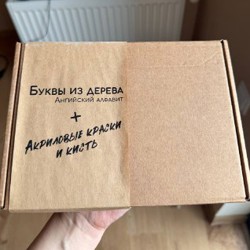 Буквы из дерева
Английский алфавит
+
Акриловые краски
и кисть